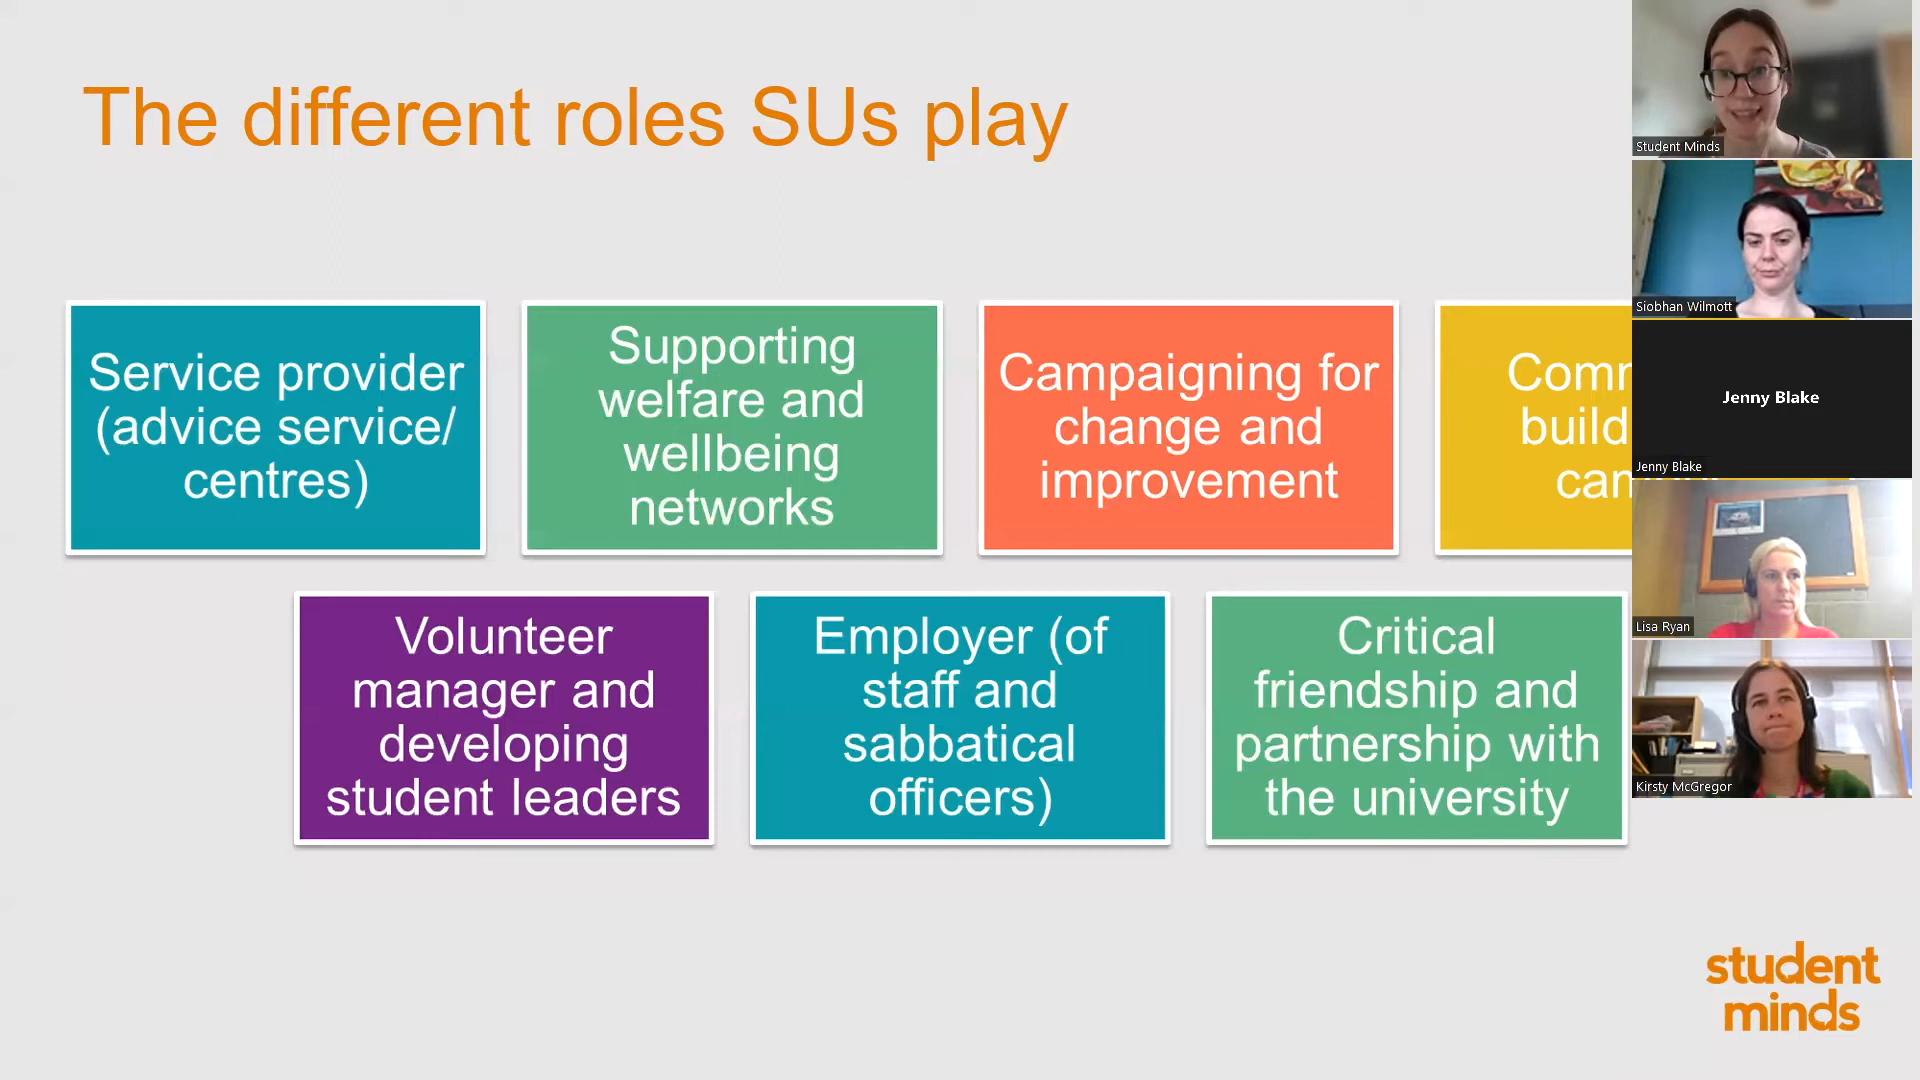 The different roles SUs play
Service provider
(advice service/
centres)
Supporting
welfare and
wellbeing
networks
Campaigning for
change and
improvement
build
Volunteer
manager and
developing
student leaders
Employer (of
staff and
sabbatical
officers)
Critical
friendship and
partnership with
the university
Student Minds
Siobhan Wilmott
Jenny Blake
Jenny Blake
Lisa Ryan
Kirsty McGregor
student
minds